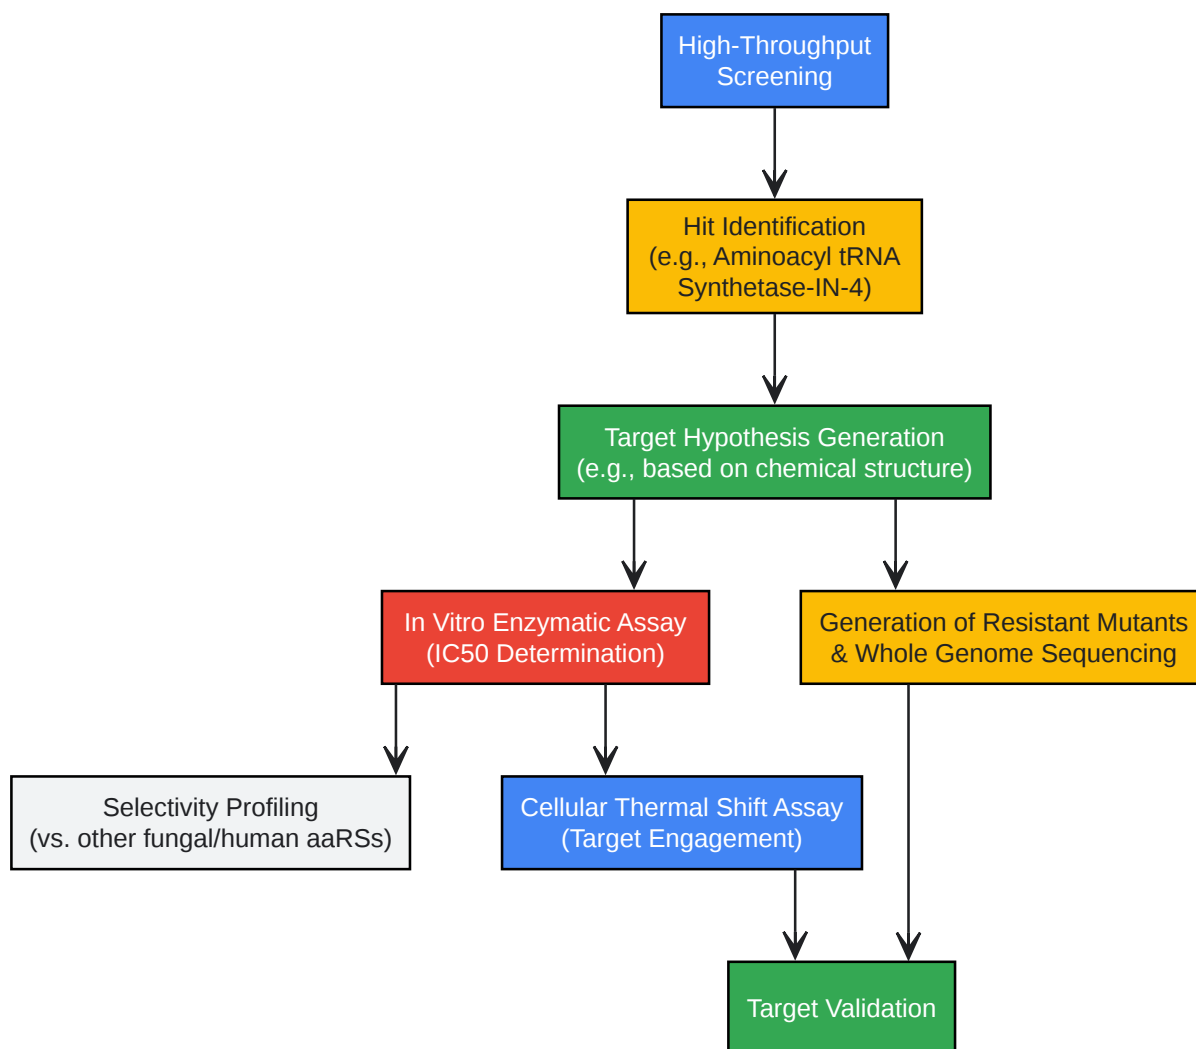 High-Throughput
Screening
Hit Identification
(e.g., Aminoacyl tRNA
Synthetase-IN-4)
Target Hypothesis Generation
(e.g., based on chemical structure)
In Vitro Enzymatic Assay
(IC50 Determination)
Generation of Resistant Mutants
& Whole Genome Sequencing
Selectivity Profiling
(vs. other fungal/human aaRSs)
Cellular Thermal Shift Assay
(Target Engagement)
Target Validation